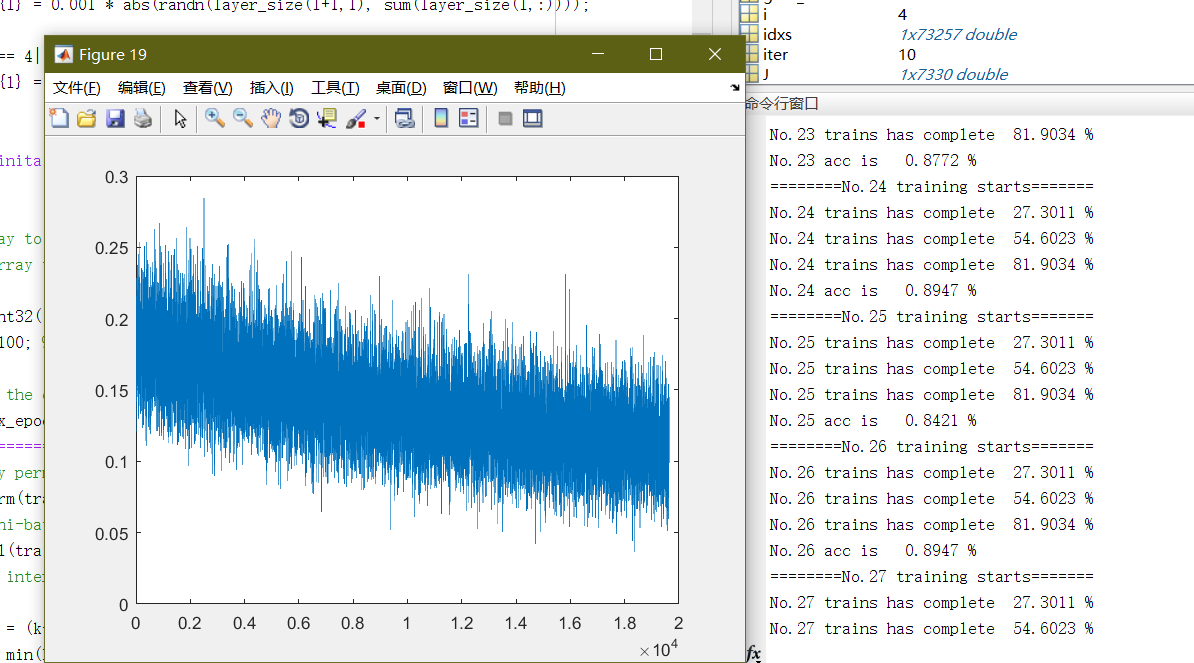 {l} = 0.001 * abs(randn(layer_size(l+1,1), sum(layer_size(l,:))));
== 4
{l} =
inita
ay to
rray
nt32(
100;
the
x_epoc
y perm
rm(tra
ni-ba
l(tra
inte
= (k
min(
Figure 19
文件(F) 编辑(E) 查看(V) 插入(I) 工具(T) 桌面(D) 窗口(W) 帮助(H)
0.3
0.25
0.2
0.15
0.1
0.05
0
0 0.2 0.4 0.6 0.8 1 1.2 1.4 1.6 1.8 2
×10⁴
i 4
idxs 1x73257 double
iter 10
J 1x7330 double
命令行窗口
No.23 trains has complete 81.9034 %
No.23 acc is 0.8772 %
========No.24 training starts=======
No.24 trains has complete 27.3011 %
No.24 trains has complete 54.6023 %
No.24 trains has complete 81.9034 %
No.24 acc is 0.8947 %
========No.25 training starts=======
No.25 trains has complete 27.3011 %
No.25 trains has complete 54.6023 %
No.25 trains has complete 81.9034 %
No.25 acc is 0.8421 %
========No.26 training starts=======
No.26 trains has complete 27.3011 %
No.26 trains has complete 54.6023 %
No.26 trains has complete 81.9034 %
No.26 acc is 0.8947 %
========No.27 training starts=======
No.27 trains has complete 27.3011 %
No.27 trains has complete 54.6023 %
fx